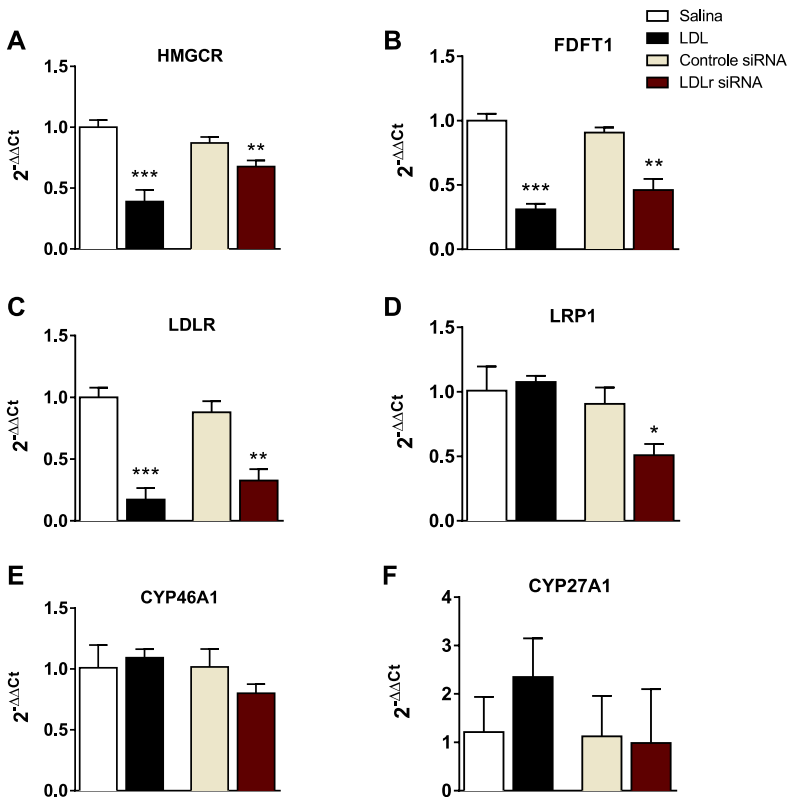 Salina
LDL
Controle siRNA
LDLr siRNA
A
HMGCR
2-ΔΔCt
1.5
1.0
0.5
0.0
***
**
B
FDFT1
2-ΔΔCt
1.5
1.0
0.5
0.0
***
**
C
LDLR
2-ΔΔCt
1.5
1.0
0.5
0.0
***
**
D
LRP1
2-ΔΔCt
1.5
1.0
0.5
0.0
*
E
CYP46A1
2-ΔΔCt
1.5
1.0
0.5
0.0
F
CYP27A1
2-ΔΔCt
4
3
2
1
0